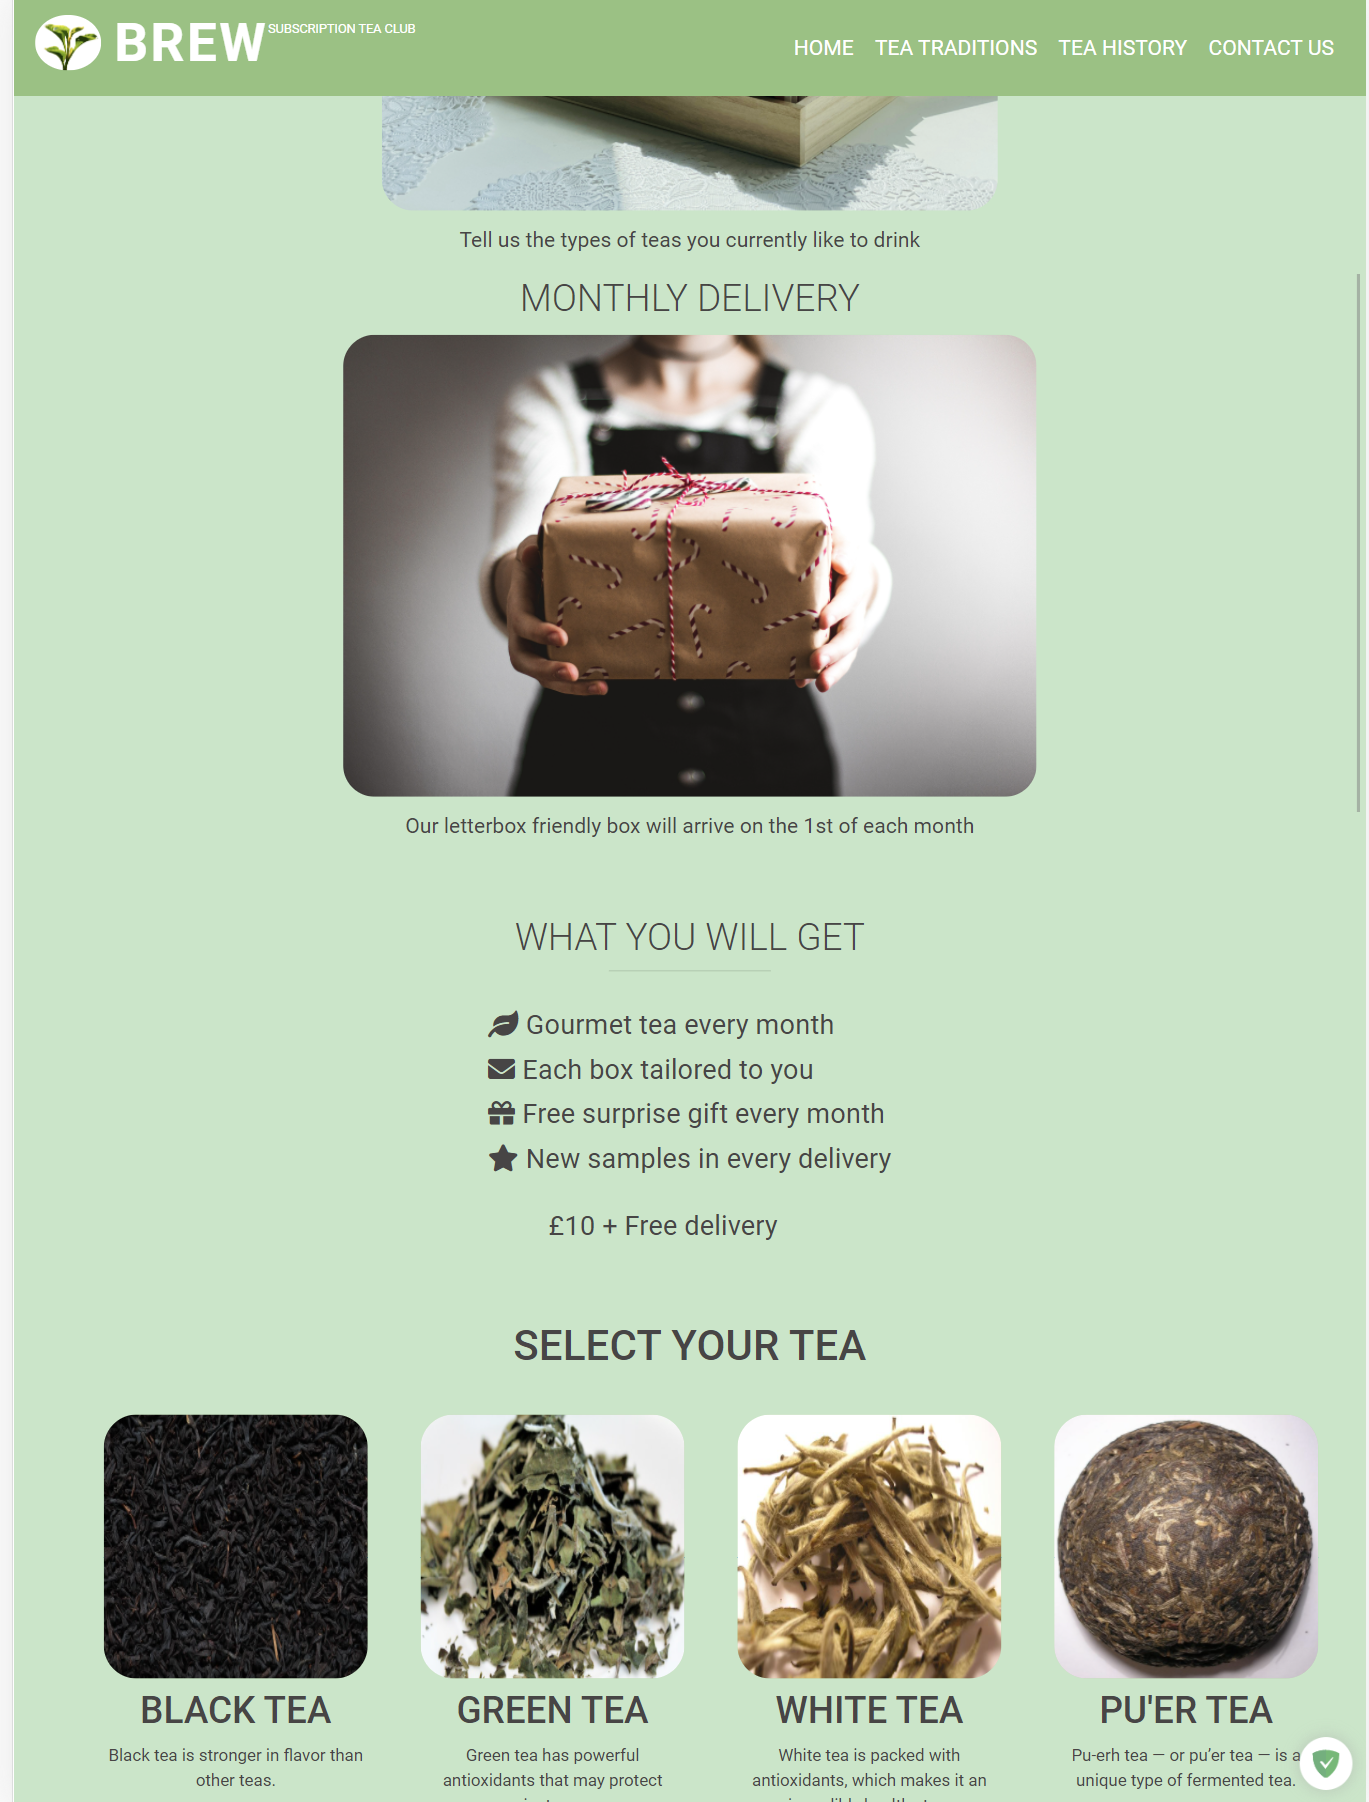 BREW SUBSCRIPTION TEA CLUB
HOME TEA TRADITIONS TEA HISTORY CONTACT US
Tell us the types of teas you currently like to drink
MONTHLY DELIVERY
Our letterbox friendly box will arrive on the 1st of each month
WHAT YOU WILL GET
Gourmet tea every month
Each box tailored to you
Free surprise gift every month
New samples in every delivery
£10 + Free delivery
SELECT YOUR TEA
BLACK TEA
Black tea is stronger in flavor than
other teas.
GREEN TEA
Green tea has powerful
antioxidants that may protect
WHITE TEA
White tea is packed with
antioxidants, which makes it an
PU'ER TEA
Pu-erh tea — or pu’er tea — is a
unique type of fermented tea.